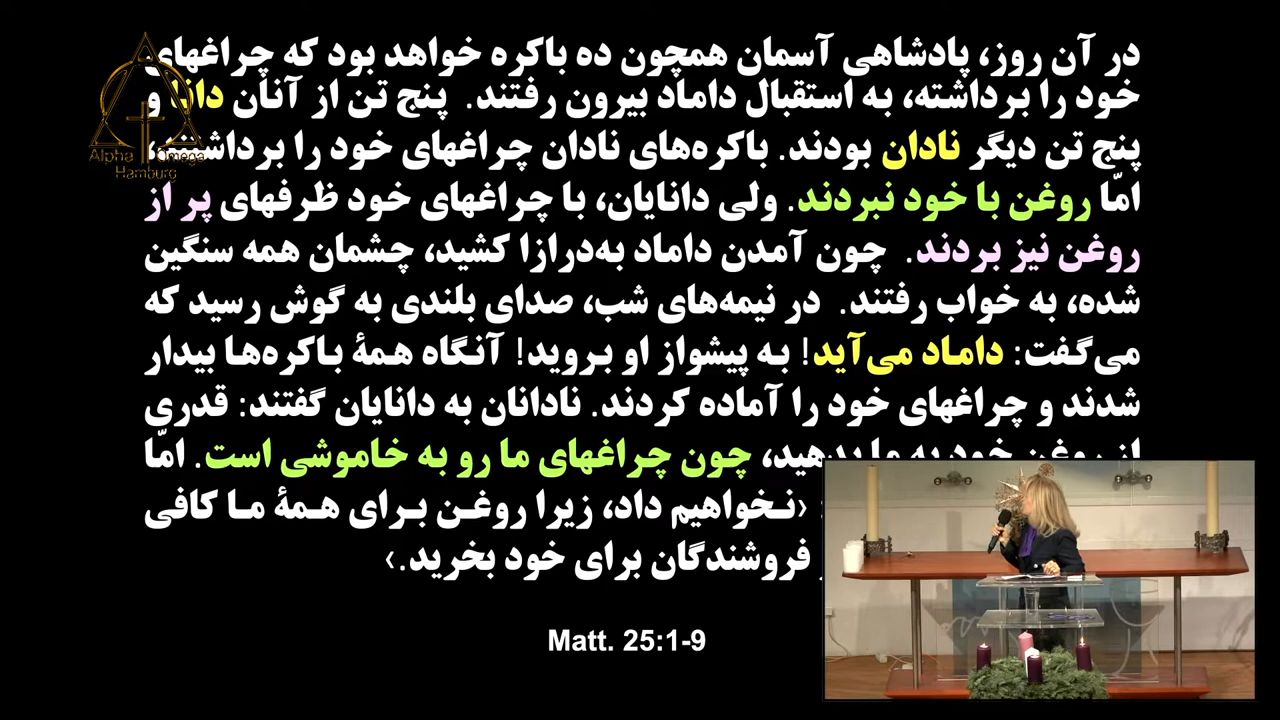 در آن روز، پادشاهی آسمان همچون ده باکره خواهد بود که چراغهای
خود را برداشته، به استقبال داماد بیرون رفتند. پنج تن از آنان دانا و
پنج تن دیگر نادان بودند. باکره‌های نادان چراغهای خود را برداشتند،
امّا روغن با خود نبردند. ولی دانایان، با چراغهای خود ظرفهای پر از
روغن نیز بردند. چون آمدن داماد به‌درازا کشید، چشمان همه سنگین
شده، به خواب رفتند. در نیمه‌های شب، صدای بلندی به گوش رسید که
می‌گفت: داماد می‌آید! به پیشواز او بروید! آنگاه همهٔ باکره‌ها بیدار
شدند و چراغهای خود را آماده کردند. نادانان به دانایان گفتند: قدری
از روغن خود به ما بدهید، چون چراغهای ما رو به خاموشی است. امّا
‹نخواهیم داد، زیرا روغن برای همهٔ ما کافی
فروشندگان برای خود بخرید.›
Matt. 25:1-9
Alpha Omega
Hamburg